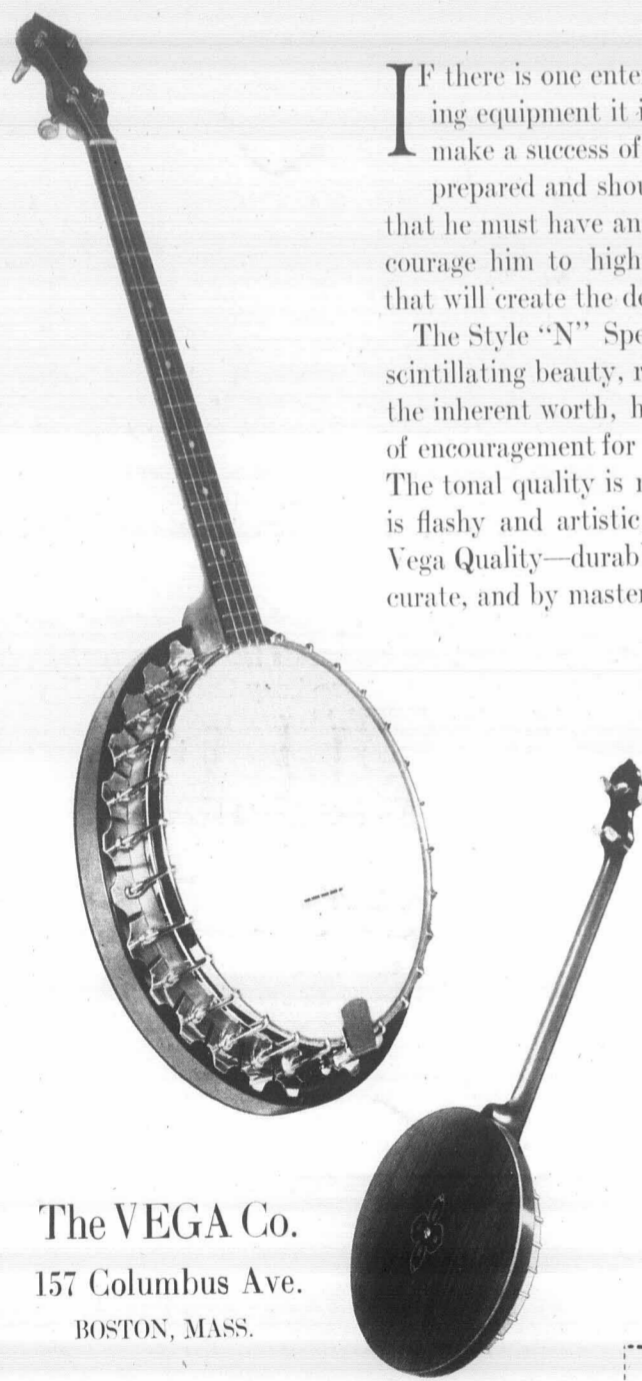 IF there is one ente
ing equipment it i
make a success of
prepared and shou
that he must have an
courage him to high
that will create the de
The Style “N” Spe
scintillating beauty, r
the inherent worth, h
of encouragement for
The tonal quality is r
is flashy and artistic
Vega Quality—durab
curate, and by master
The VEGA Co.
157 Columbus Ave.
BOSTON, MASS.